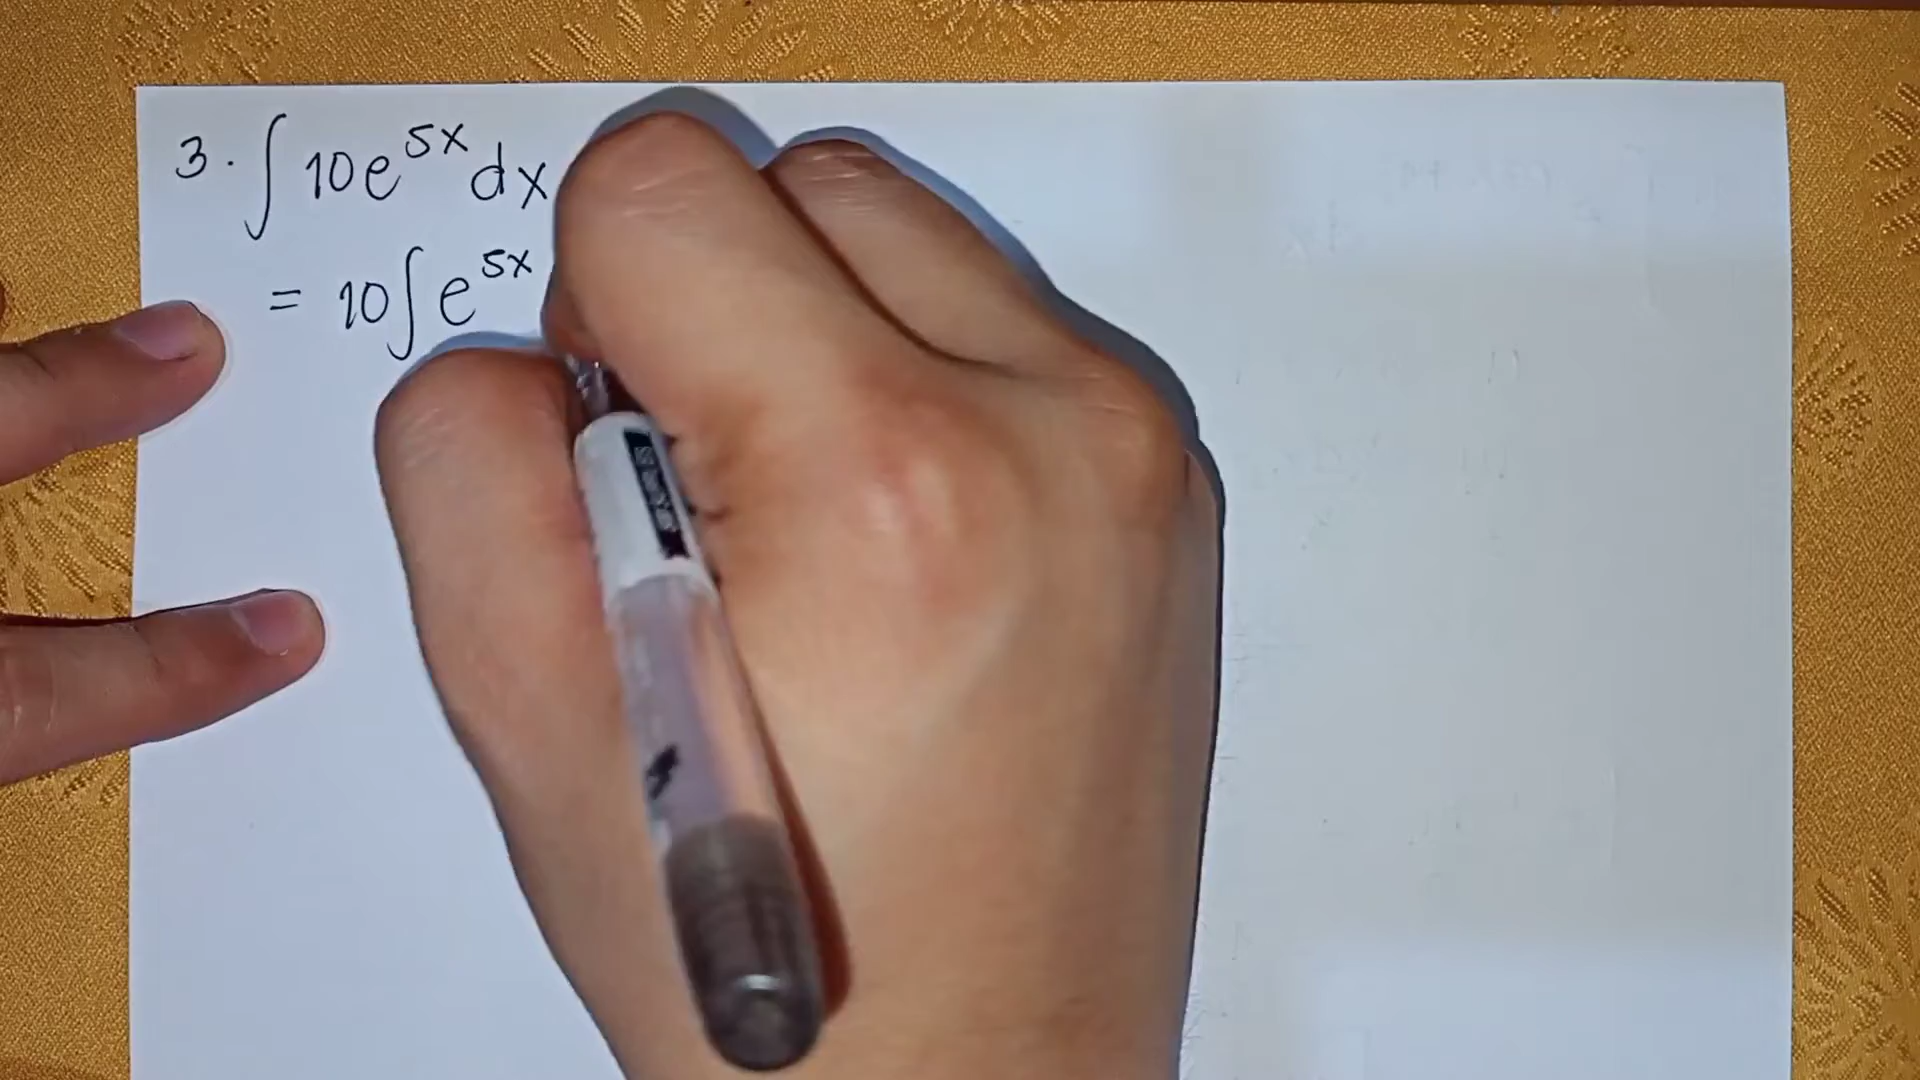 3. ∫ 10e^{5x} dx
= 10 ∫ e^{5x}